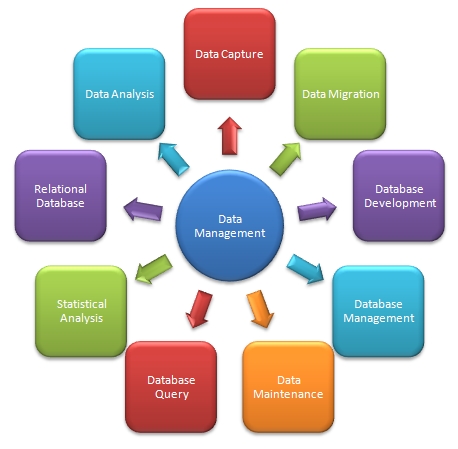 Data Capture
Data Migration
Database
Development
Database
Management
Data
Maintenance
Database
Query
Statistical
Analysis
Relational
Database
Data Analysis
Data
Management